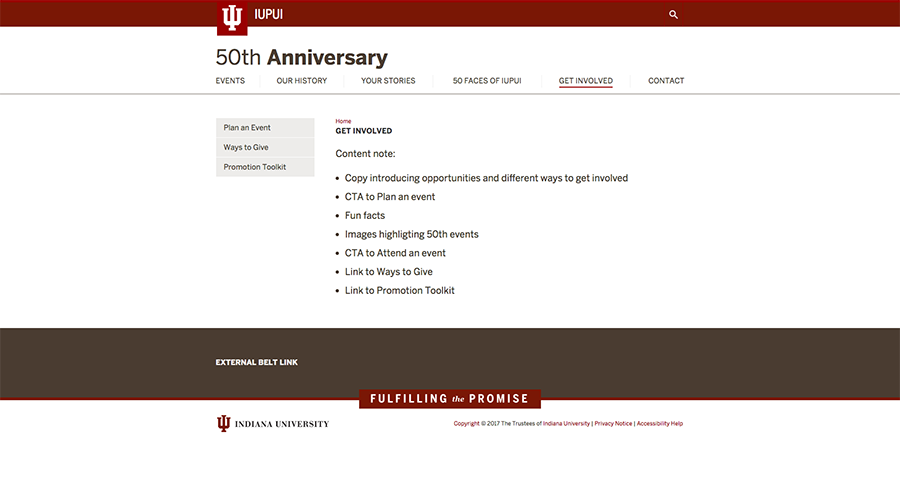 IUPUI
50th Anniversary
EVENTS OUR HISTORY YOUR STORIES 50 FACES OF IUPUI GET INVOLVED CONTACT
Plan an Event
Ways to Give
Promotion Toolkit
Home
GET INVOLVED
Content note:
• Copy introducing opportunities and different ways to get involved
• CTA to Plan an event
• Fun facts
• Images highligting 50th events
• CTA to Attend an event
• Link to Ways to Give
• Link to Promotion Toolkit
EXTERNAL BELT LINK
FULFILLING the PROMISE
INDIANA UNIVERSITY
Copyright © 2017 The Trustees of Indiana University | Privacy Notice | Accessibility Help